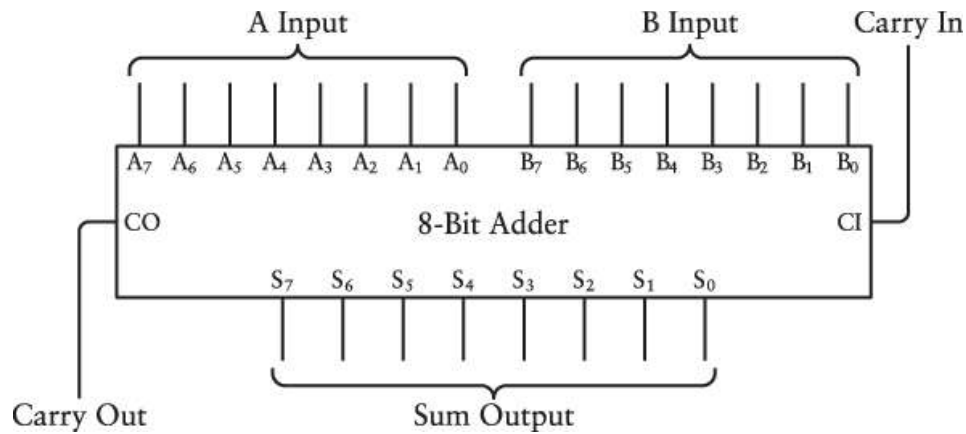 A Input B Input Carry In
A₇ A₆ A₅ A₄ A₃ A₂ A₁ A₀ B₇ B₆ B₅ B₄ B₃ B₂ B₁ B₀
CO 8-Bit Adder CI
S₇ S₆ S₅ S₄ S₃ S₂ S₁ S₀
Carry Out Sum Output